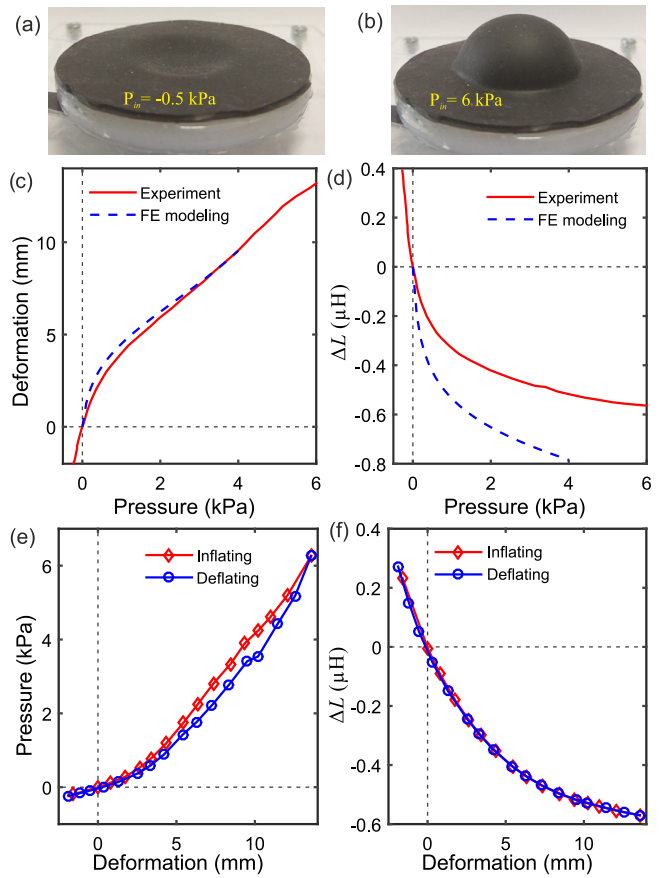 (a)
P_in = -0.5 kPa
(b)
P_in = 6 kPa
(c)
Experiment
FE modeling
Deformation (mm)
10
5
0
0 2 4 6
Pressure (kPa)
(d)
Experiment
FE modeling
ΔL (µH)
0.4
0.2
0
-0.2
-0.4
-0.6
-0.8
0 2 4 6
Pressure (kPa)
(e)
Inflating
Deflating
Pressure (kPa)
6
4
2
0
0 5 10
Deformation (mm)
(f)
Inflating
Deflating
ΔL (µH)
0.4
0.2
0
-0.2
-0.4
-0.6
0 5 10
Deformation (mm)